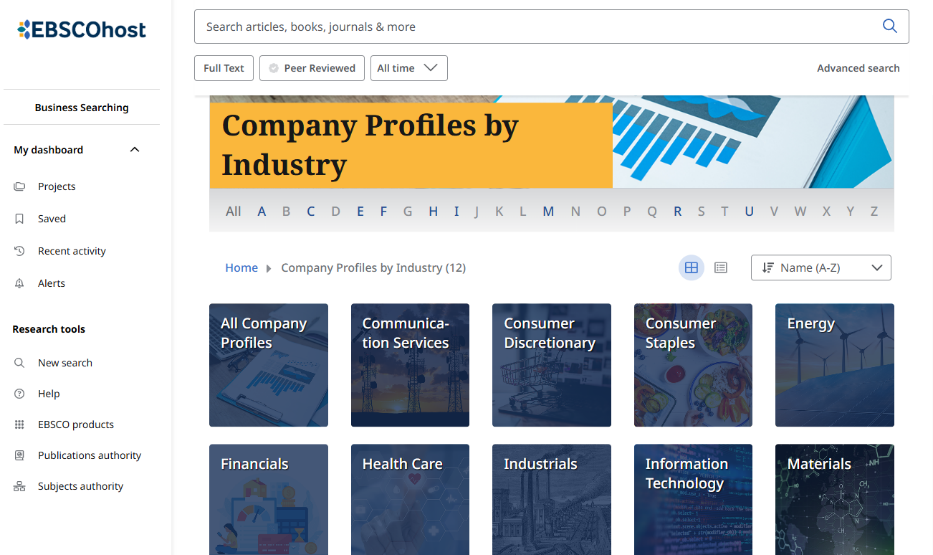 EBSCOhost
Search articles, books, journals & more
Full Text
Peer Reviewed
All time
Advanced search
Business Searching
My dashboard
Projects
Saved
Recent activity
Alerts
Research tools
New search
Help
EBSCO products
Publications authority
Subjects authority
Company Profiles by
Industry
All A B C D E F G H I J K L M N O P Q R S T U V W X Y Z
Home
Company Profiles by Industry (12)
Name (A-Z)
All Company
Profiles
Communica-
tion Services
Consumer
Discretionary
Consumer
Staples
Energy
Financials
Health Care
Industrials
Information
Technology
Materials